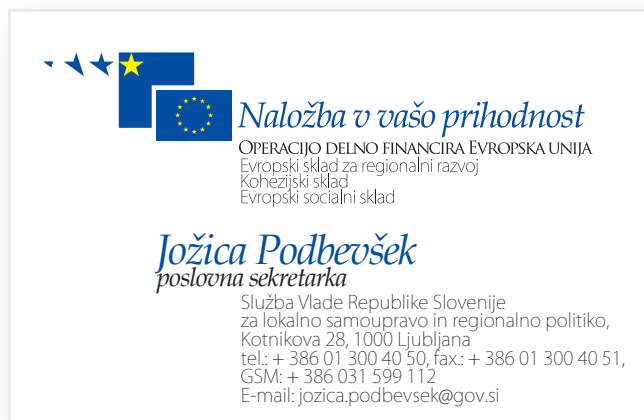 Naložba v vašo prihodnost
OPERACIJO DELNO FINANCIRA EVROPSKA UNIJA
Evropski sklad za regionalni razvoj
Kohezijski sklad
Evropski socialni sklad
Jožica Podbevšek
poslovna sekretarka
Služba Vlade Republike Slovenije
za lokalno samoupravo in regionalno politiko,
Kotnikova 28, 1000 Ljubljana
tel.: + 386 01 300 40 50, fax.: + 386 01 300 40 51,
GSM: + 386 031 599 112
E-mail: jozica.podbevsek@gov.si